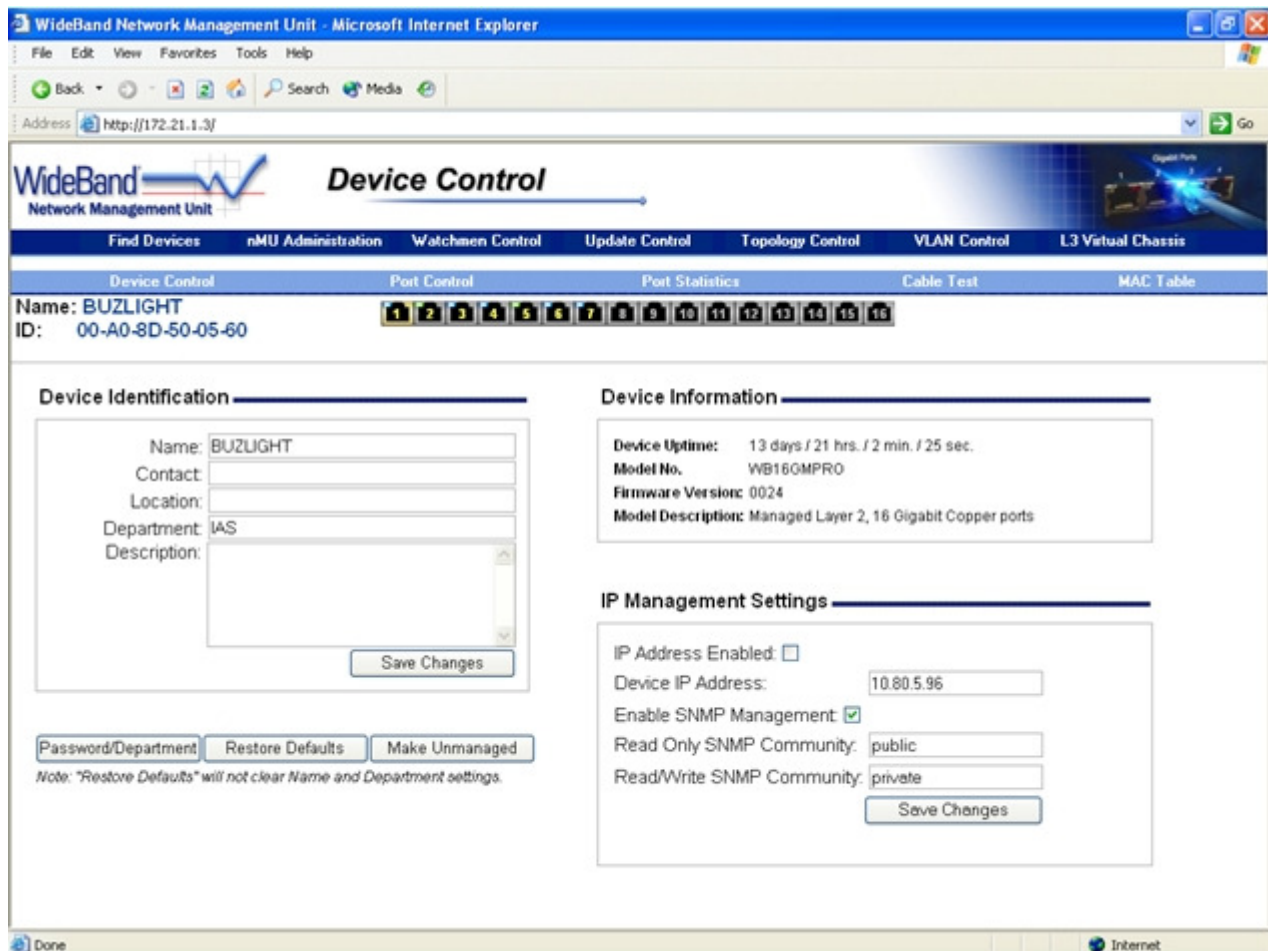 WideBand Network Management Unit - Microsoft Internet Explorer
File Edit View Favorites Tools Help
Back Search Media
Address http://172.21.1.3/ Go
WideBand
Network Management Unit
Device Control
Gigabit Ports
Find Devices nMU Administration Watchmen Control Update Control Topology Control VLAN Control L3 Virtual Chassis
Device Control Port Control Port Statistics Cable Test MAC Table
Name: BUZLIGHT
ID: 00-A0-8D-50-05-60
1 2 3 4 5 6 7 8 9 10 11 12 13 14 15 16
Device Identification
Name: BUZLIGHT
Contact:
Location:
Department: IAS
Description:
Save Changes
Password/Department Restore Defaults Make Unmanaged
Note: "Restore Defaults" will not clear Name and Department settings.
Device Information
Device Uptime: 13 days / 21 hrs. / 2 min. / 25 sec.
Model No. WB16GMPRO
Firmware Version: 0024
Model Description: Managed Layer 2, 16 Gigabit Copper ports
IP Management Settings
IP Address Enabled:
Device IP Address: 10.80.5.96
Enable SNMP Management:
Read Only SNMP Community: public
Read/Write SNMP Community: private
Save Changes
Done Internet